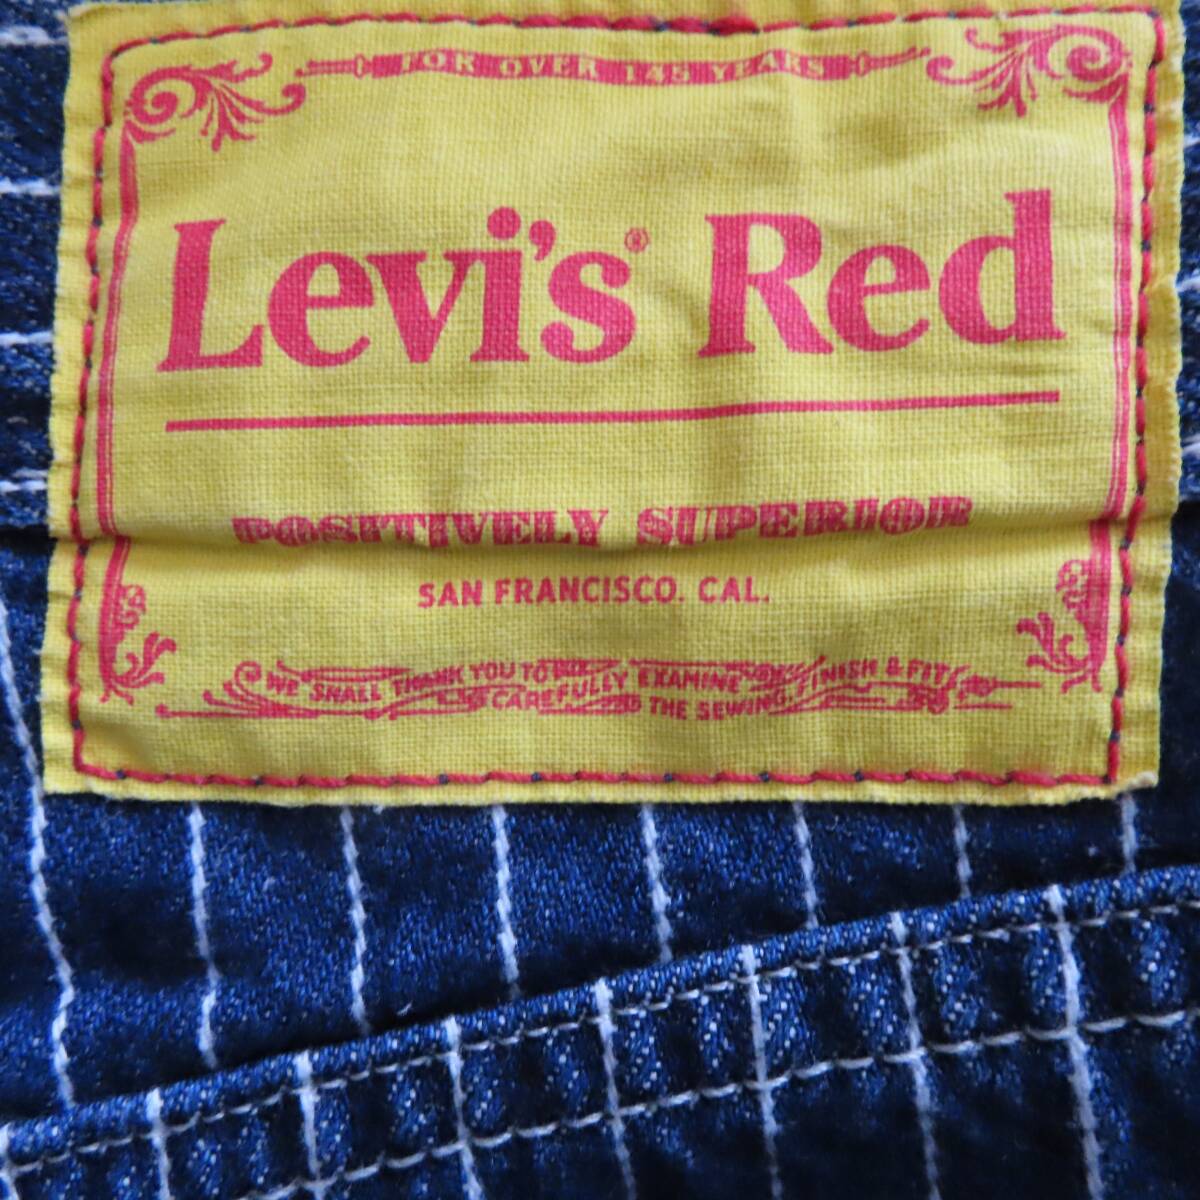 FOR OVER 145 YEARS
Levi's® Red
POSITIVELY SUPERIOR
SAN FRANCISCO. CAL.
WE SHALL THANK YOU TO CAREFULLY EXAMINE THE SEWING, FINISH & FIT